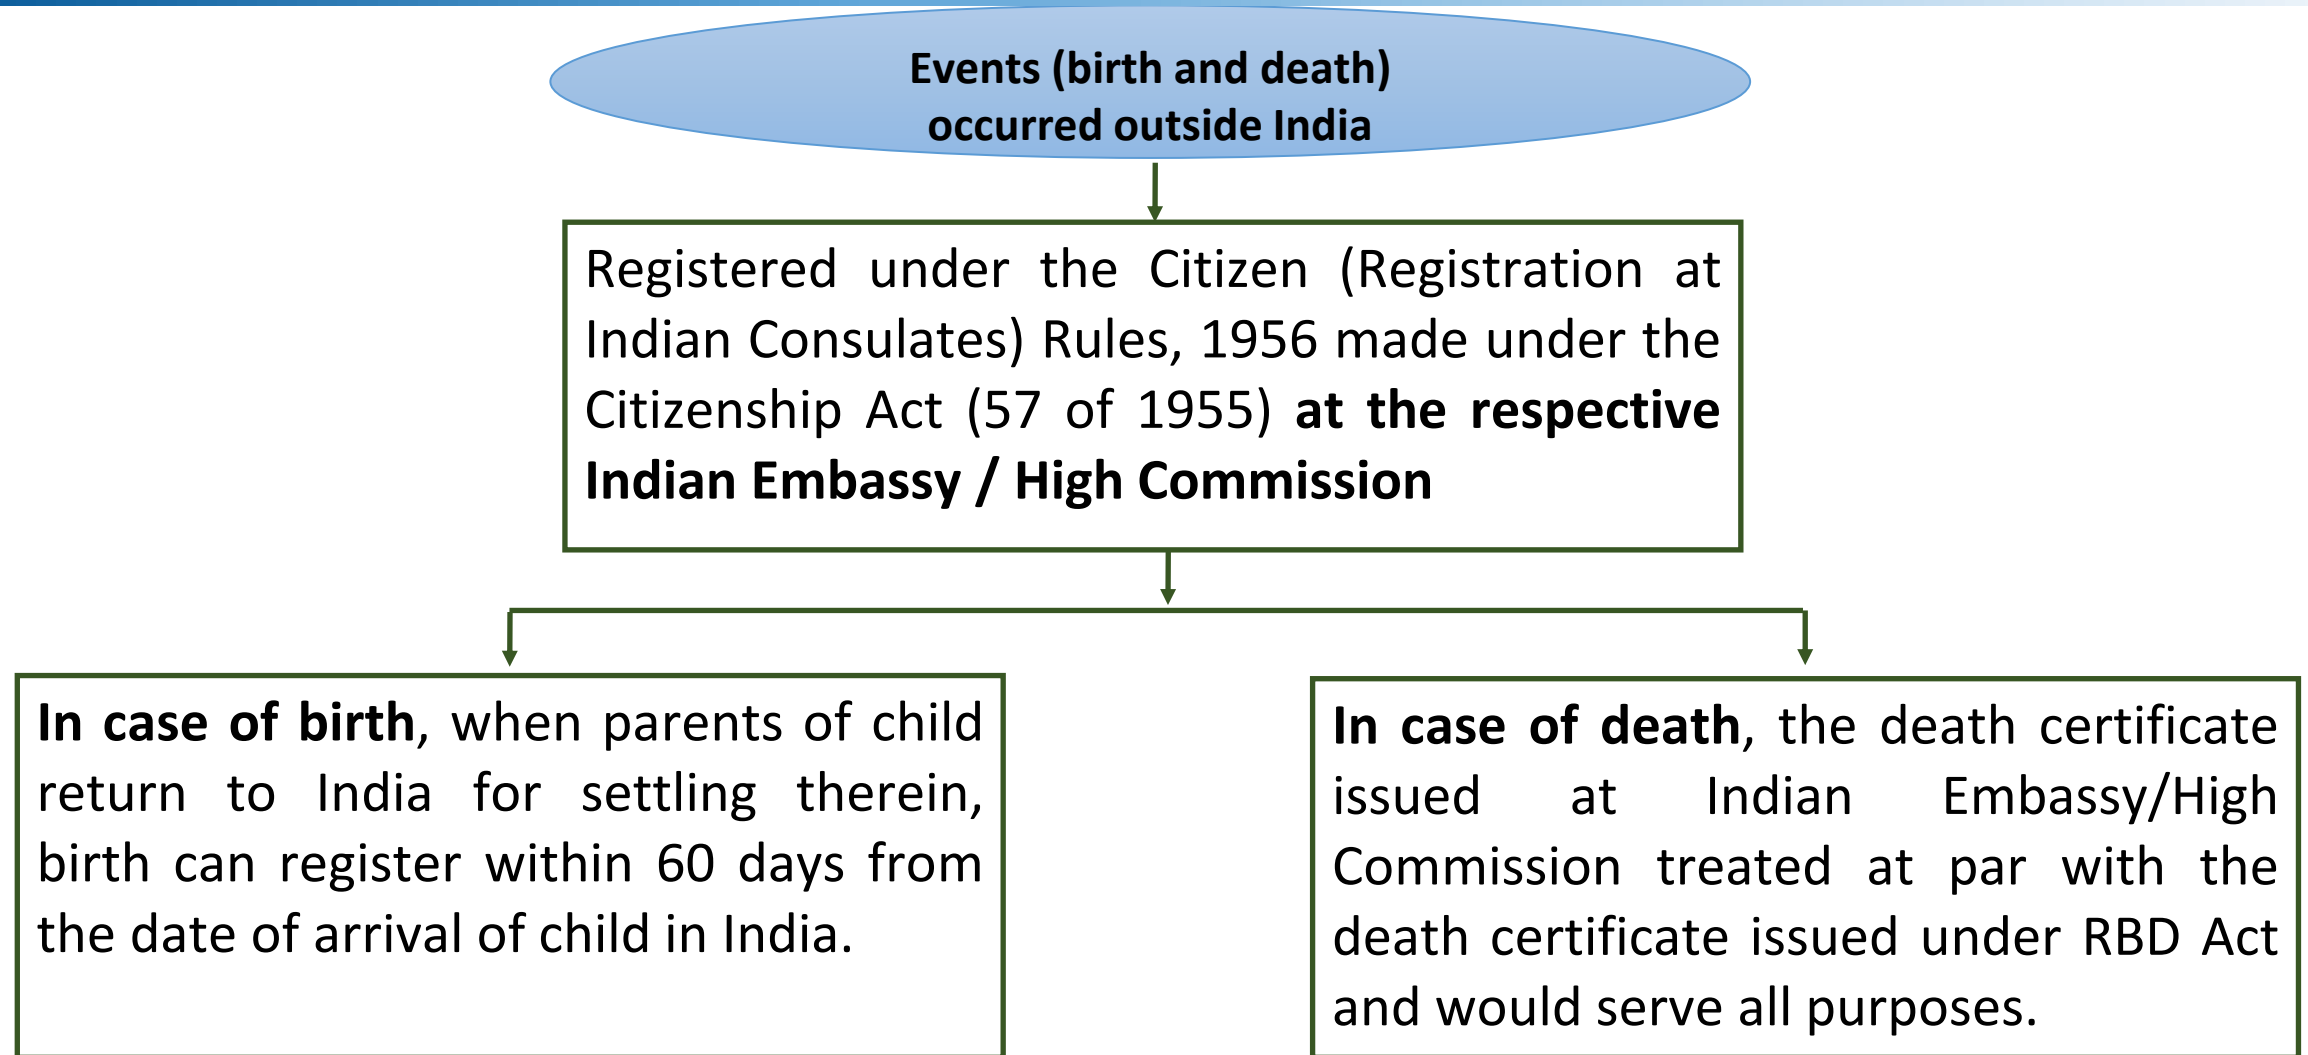 Events (birth and death)
occurred outside India
Registered under the Citizen (Registration at
Indian Consulates) Rules, 1956 made under the
Citizenship Act (57 of 1955) at the respective
Indian Embassy / High Commission
In case of birth, when parents of child
return to India for settling therein,
birth can register within 60 days from
the date of arrival of child in India.
In case of death, the death certificate
issued at Indian Embassy/High
Commission treated at par with the
death certificate issued under RBD Act
and would serve all purposes.